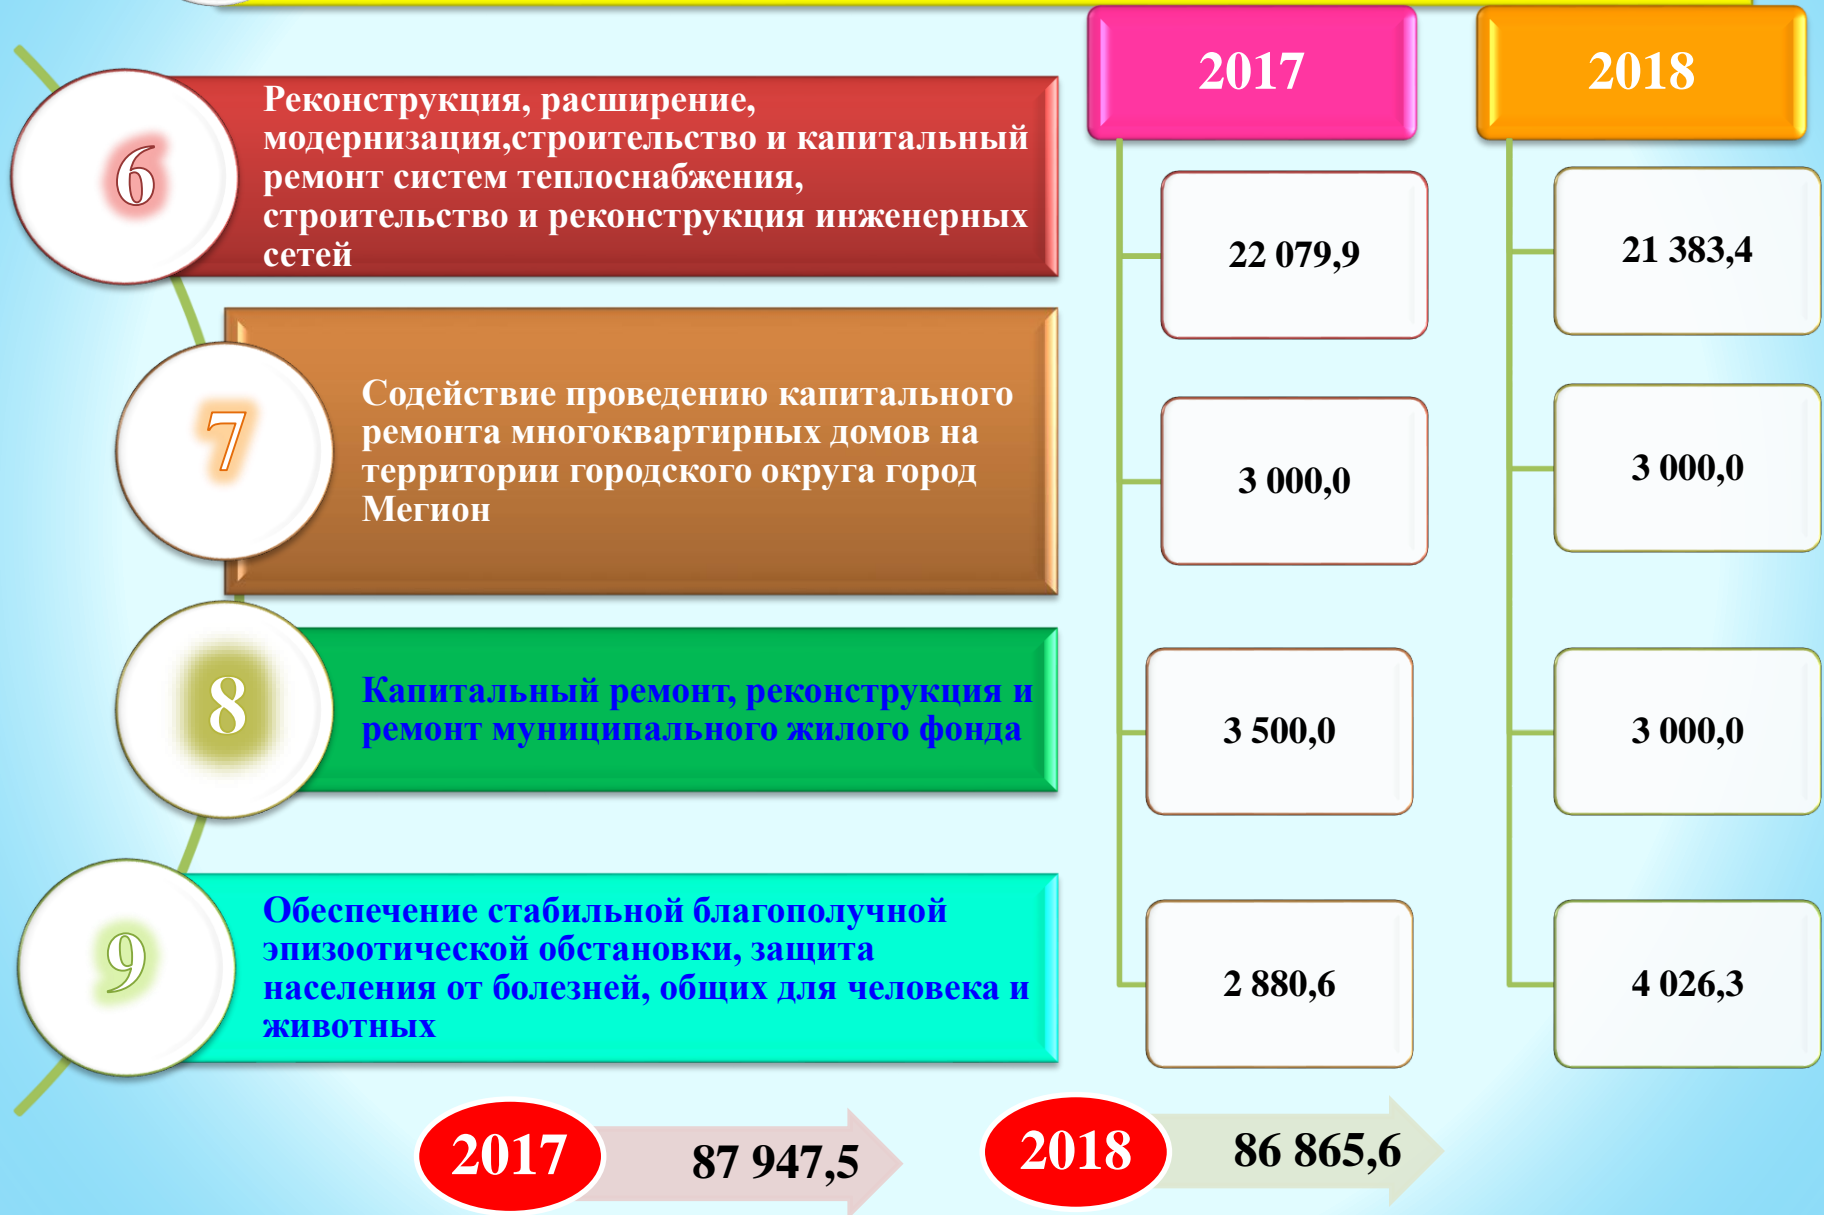 2017
2018
6
Реконструкция, расширение,
модернизация,строительство и капитальный
ремонт систем теплоснабжения,
строительство и реконструкция инженерных
сетей
22 079,9
21 383,4
7
Содействие проведению капитального
ремонта многоквартирных домов на
территории городского округа город
Мегион
3 000,0
3 000,0
8
Капитальный ремонт, реконструкция и
ремонт муниципального жилого фонда
3 500,0
3 000,0
9
Обеспечение стабильной благополучной
эпизоотической обстановки, защита
населения от болезней, общих для человека и
животных
2 880,6
4 026,3
2017
87 947,5
2018
86 865,6